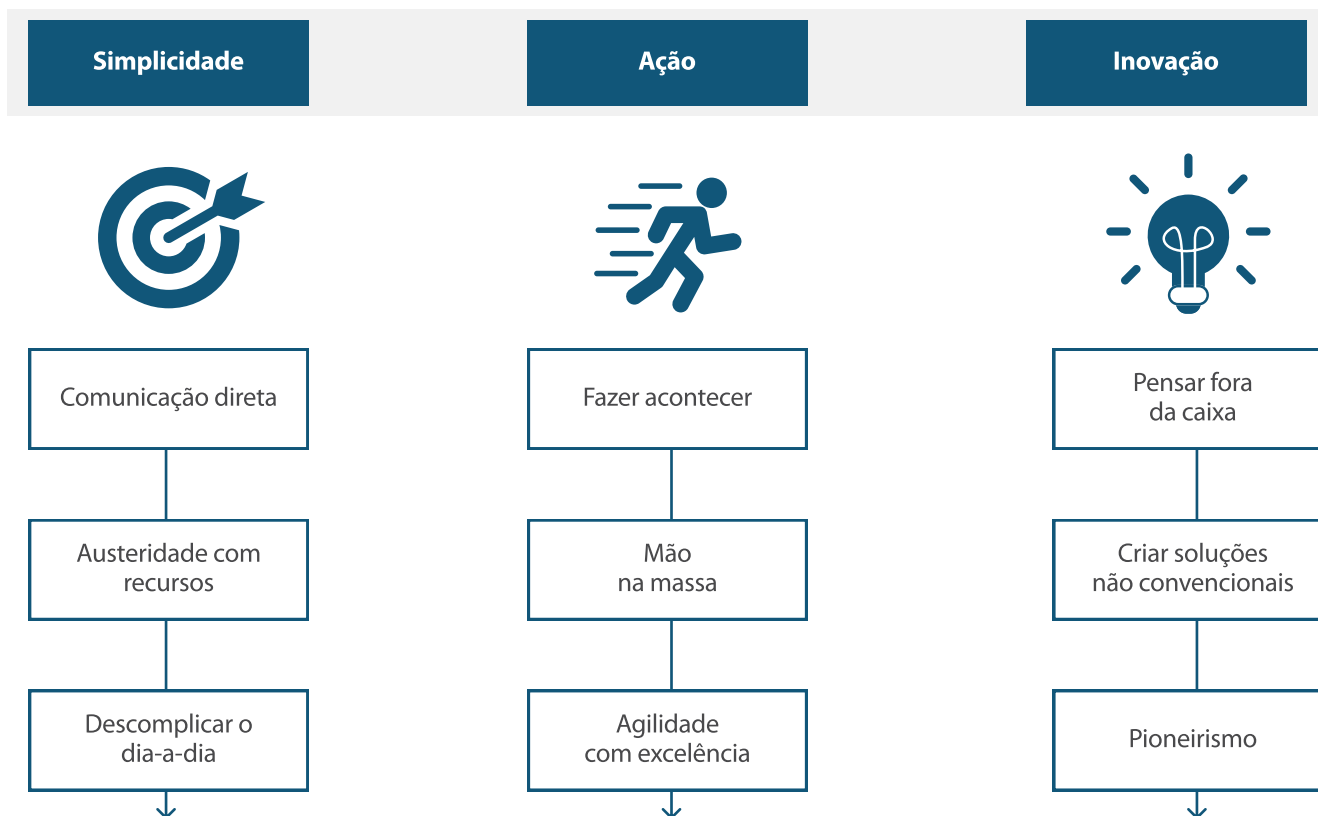 Simplicidade
Ação
Inovação
Comunicação direta
Fazer acontecer
Pensar fora
da caixa
Austeridade com
recursos
Mão
na massa
Criar soluções
não convencionais
Descomplicar o
dia-a-dia
Agilidade
com excelência
Pioneirismo